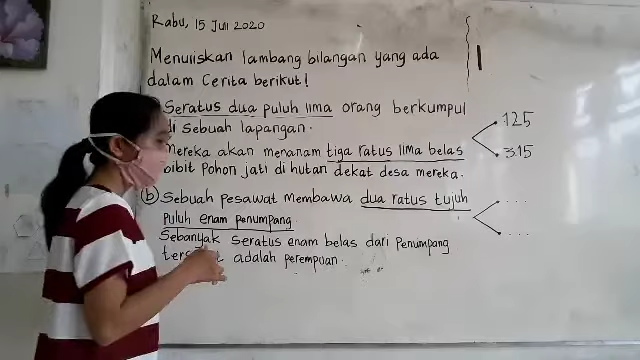 Rabu, 15 Juli 2020
Menuliskan lambang bilangan yang ada
dalam Cerita berikut!
Seratus dua puluh lima orang berkumpul
di sebuah lapangan.
Mereka akan menanam tiga ratus lima belas
bibit Pohon jati di hutan dekat desa mereka.
125
315
(b) Sebuah pesawat membawa dua ratus tujuh
Puluh enam penumpang.
Sebanyak seratus enam belas dari Penumpang
adalah perempuan.
....
....